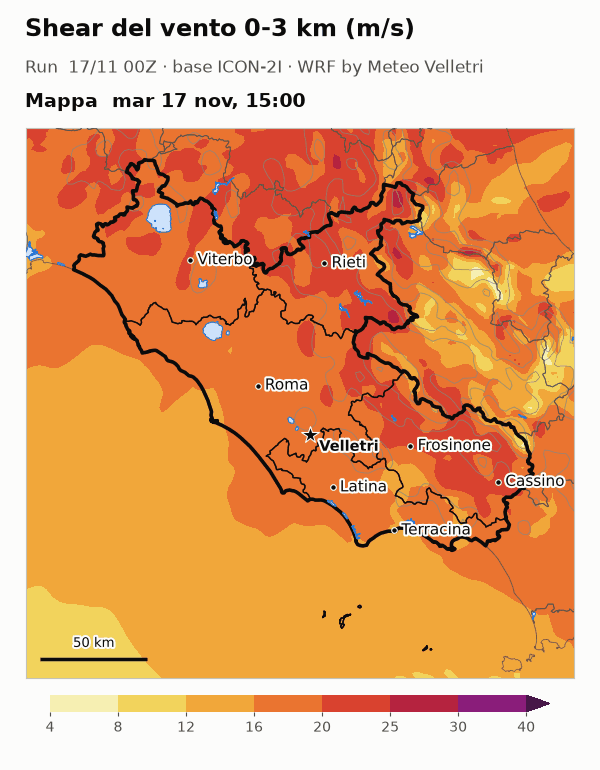 Shear del vento 0-3 km (m/s)
Run  17/11 00Z · base ICON-2I · WRF by Meteo Velletri
Mappa  mar 17 nov, 15:00
Viterbo
Rieti
Roma
Velletri
Frosinone
Cassino
Latina
Terracina
50 km
4 8 12 16 20 25 30 40